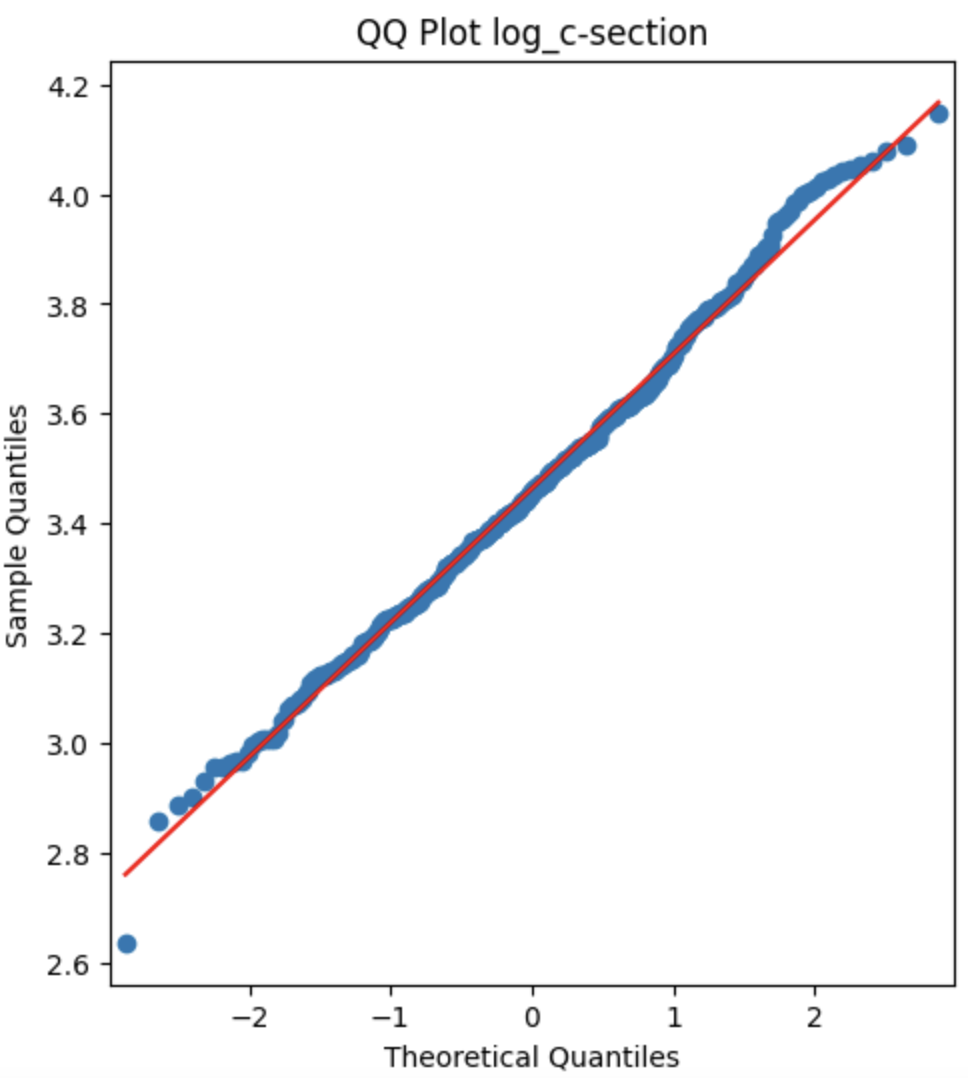 QQ Plot log_c-section
4.2
4.0
3.8
3.6
3.4
3.2
3.0
2.8
2.6
Sample Quantiles
−2 −1 0 1 2
Theoretical Quantiles